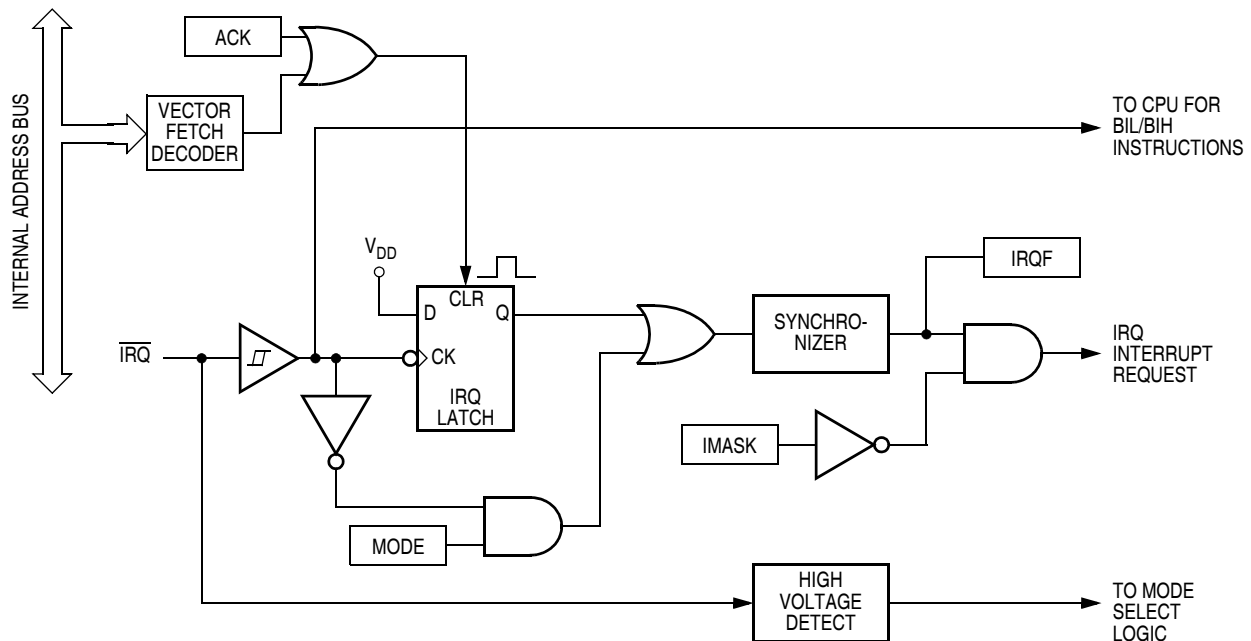 INTERNAL ADDRESS BUS
ACK
VECTOR
FETCH
DECODER
TO CPU FOR
BIL/BIH
INSTRUCTIONS
VDD
CLR
D
Q
CK
IRQ
LATCH
IRQ
SYNCHRO-
NIZER
IRQF
IRQ
INTERRUPT
REQUEST
IMASK
MODE
HIGH
VOLTAGE
DETECT
TO MODE
SELECT
LOGIC